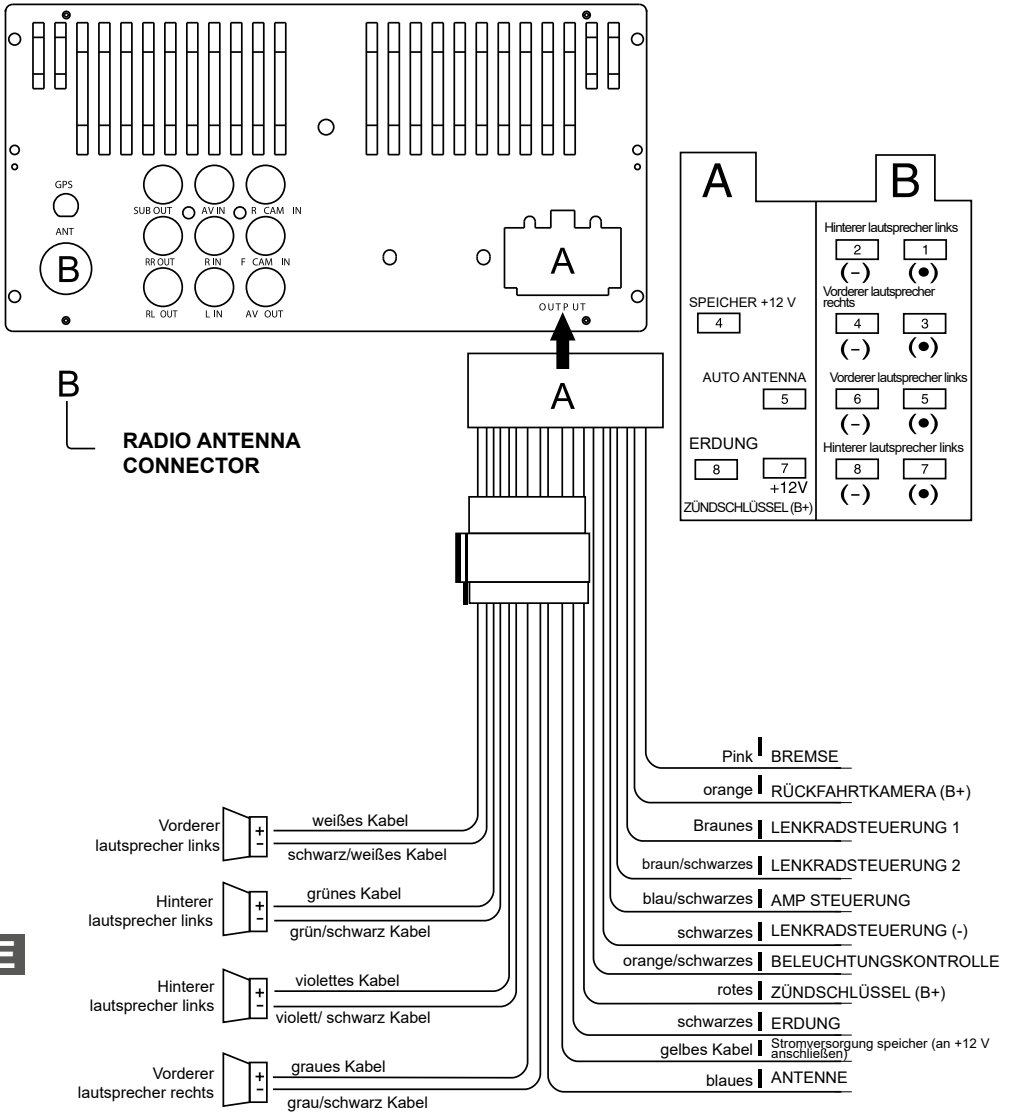 GPS
ANT
B
SUB OUT
AV IN
R CAM IN
RR OUT
R IN
F CAM IN
RL OUT
L IN
AV OUT
A
OUTPUT
A
B
RADIO ANTENNA
CONNECTOR
A
SPEICHER +12 V
4
AUTO ANTENNA
5
ERDUNG
8
7
+12V
ZÜNDSCHLÜSSEL (B+)
B
Hinterer lautsprecher links
2 1
(-) (•)
Vorderer lautsprecher
rechts
4 3
(-) (•)
Vorderer lautsprecher links
6 5
(-) (•)
Hinterer lautsprecher links
8 7
(-) (•)
Vorderer
lautsprecher links
+
-
weißes Kabel
schwarz/weißes Kabel
Hinterer
lautsprecher links
+
-
grünes Kabel
grün/schwarz Kabel
Hinterer
lautsprecher links
+
-
violettes Kabel
violett/ schwarz Kabel
Vorderer
lautsprecher rechts
+
-
graues Kabel
grau/schwarz Kabel
Pink BREMSE
orange RÜCKFAHRTKAMERA (B+)
Braunes LENKRADSTEUERUNG 1
braun/schwarzes LENKRADSTEUERUNG 2
blau/schwarzes AMP STEUERUNG
schwarzes LENKRADSTEUERUNG (-)
orange/schwarzes BELEUCHTUNGSKONTROLLE
rotes ZÜNDSCHLÜSSEL (B+)
schwarzes ERDUNG
gelbes Kabel Stromversorgung speicher (an +12 V
anschließen)
blaues ANTENNE
E